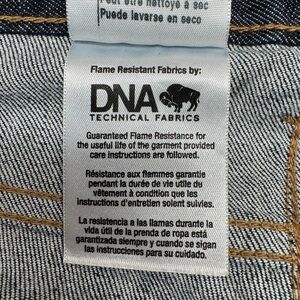 Peut être nettoyé à sec
Puede lavarse en seco
Flame Resistant Fabrics by:
DNA
TECHNICAL FABRICS
Guaranteed Flame Resistance for
the useful life of the garment provided
care instructions are followed.
Résistance aux flammes garantie
pendant la durée de vie utile du
vêtement à condition que les
instructions d'entretien soient suivies.
La resistencia a las llamas durante la
vida útil de la prenda de ropa está
garantizada siempre y cuando se sigan
las instrucciones para su cuidado.